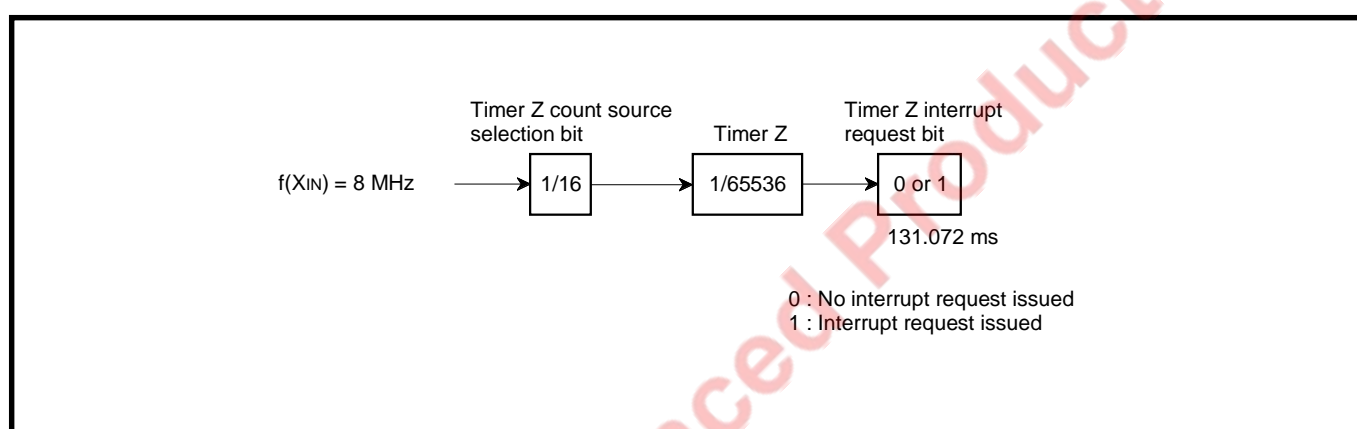 Timer Z count source
selection bit
Timer Z
Timer Z interrupt
request bit
f(XIN) = 8 MHz
1/16
1/65536
0 or 1
131.072 ms
0 : No interrupt request issued
1 : Interrupt request issued